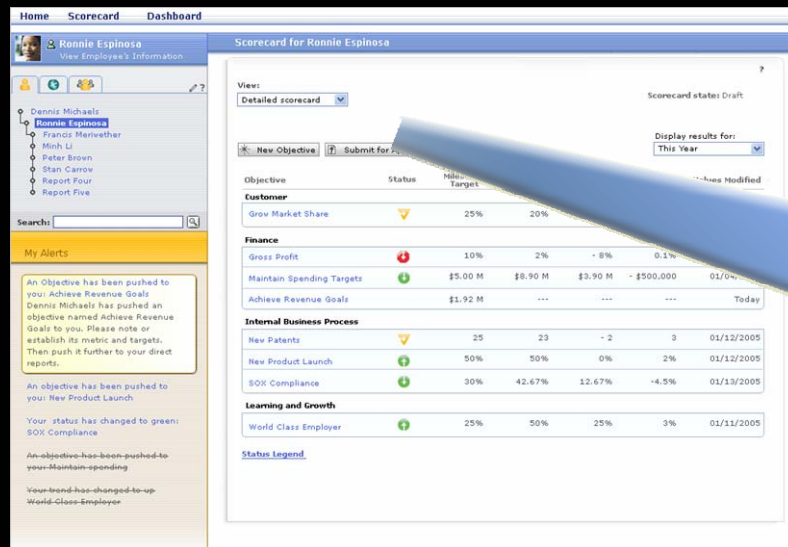 Home Scorecard Dashboard
Ronnie Espinosa
View Employee's Information
Scorecard for Ronnie Espinosa
?
Dennis Michaels
Ronnie Espinosa
Francis Meriwether
Minh Li
Peter Brown
Stan Carrow
Report Four
Report Five
Search:
My Alerts
An Objective has been pushed to
you: Achieve Revenue Goals
Dennis Michaels has pushed an
objective named Achieve Revenue
Goals to you. Please note or
establish its metric and targets.
Then push it further to your direct
reports.
An objective has been pushed to
you: New Product Launch
Your status has changed to green:
SOX Compliance
An objective has been pushed to
your Maintain spending
Your trend has changed to up
World Class Employer
?
View:
Detailed scorecard
Scorecard state: Draft
Display results for:
This Year
New Objective Submit for
Objective Status Target Modified
Customer
Grow Market Share 25% 20%
Finance
Gross Profit 10% 2% - 8% 0.1%
Maintain Spending Targets $5.00 M $8.90 M $3.90 M - $500,000
Achieve Revenue Goals $1.92 M --- --- --- Today
Internal Business Process
New Patents 25 23 - 2 3 01/12/2005
New Product Launch 50% 50% 0% 2% 01/12/2005
SOX Compliance 30% 42.67% 12.67% -4.5% 01/13/2005
Learning and Growth
World Class Employer 25% 50% 25% 3% 01/11/2005
Status Legend